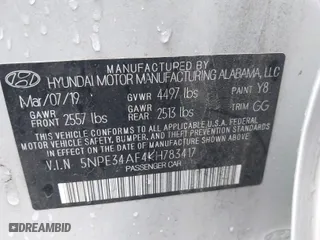 MANUFACTURED BY
HYUNDAI MOTOR MANUFACTURING ALABAMA, LLC
Mar/07/19 GVWR 4497 lbs PAINT Y8
GAWR FRONT 2557 lbs GAWR REAR 2513 lbs TRIM GG
THIS VEHICLE CONFORMS TO ALL APPLICABLE U.S. FEDERAL MOTOR
VEHICLE SAFETY, BUMPER, AND THEFT PREVENTION STANDARDS IN
EFFECT ON THE DATE OF MANUFACTURE SHOWN ABOVE.
V.I.N 5NPE34AF4KH783417
PASSENGER CAR
© DRIVEGOOD
DRIVEGOOD